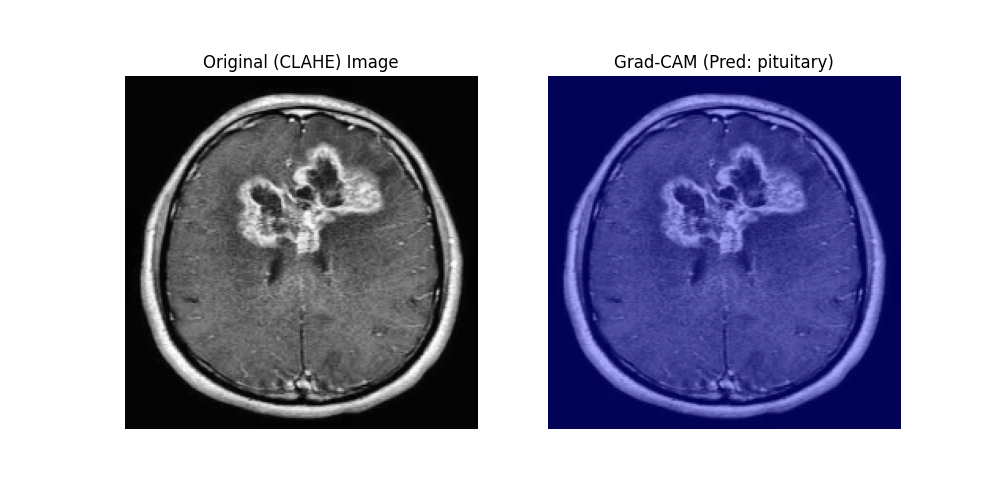 Original (CLAHE) Image
Grad-CAM (Pred: pituitary)